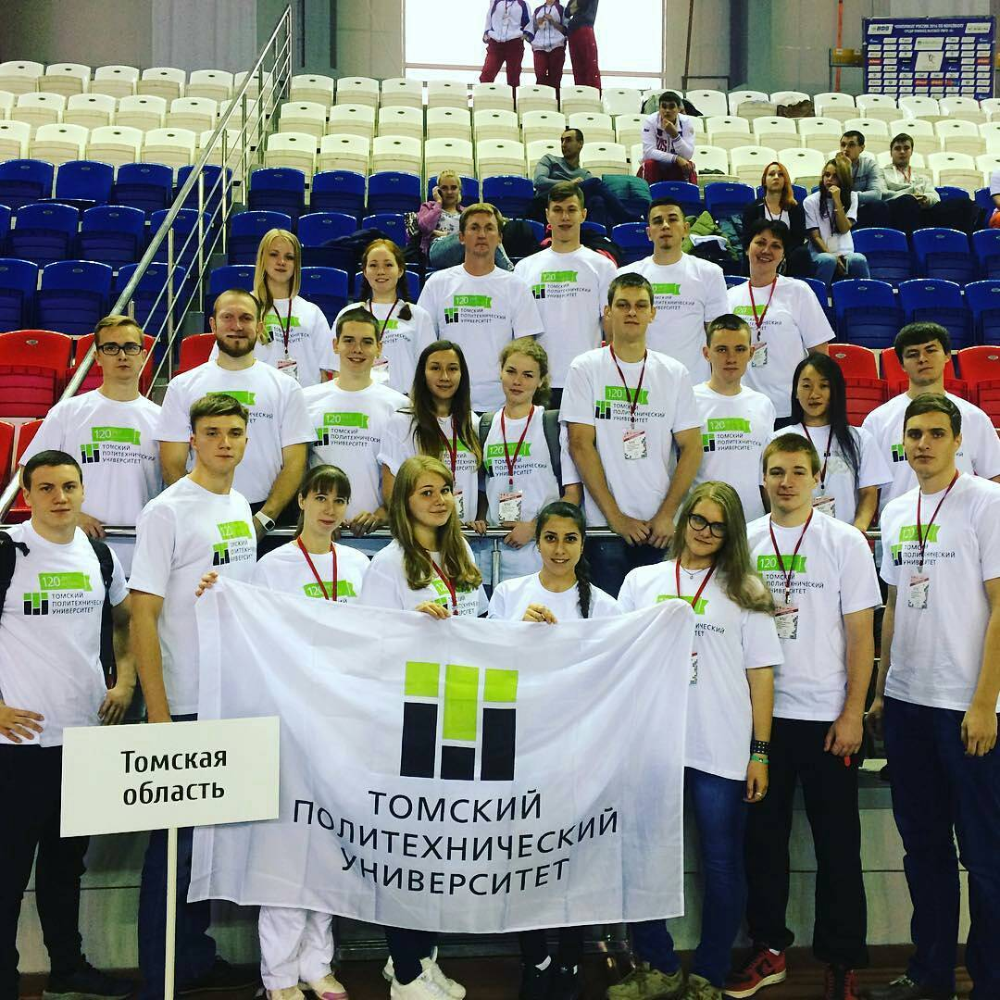 Томская
область
ТОМСКИЙ
ПОЛИТЕХНИЧЕСКИЙ
УНИВЕРСИТЕТ
120
ТОМСКИЙ
ПОЛИТЕХНИЧЕСКИЙ
УНИВЕРСИТЕТ